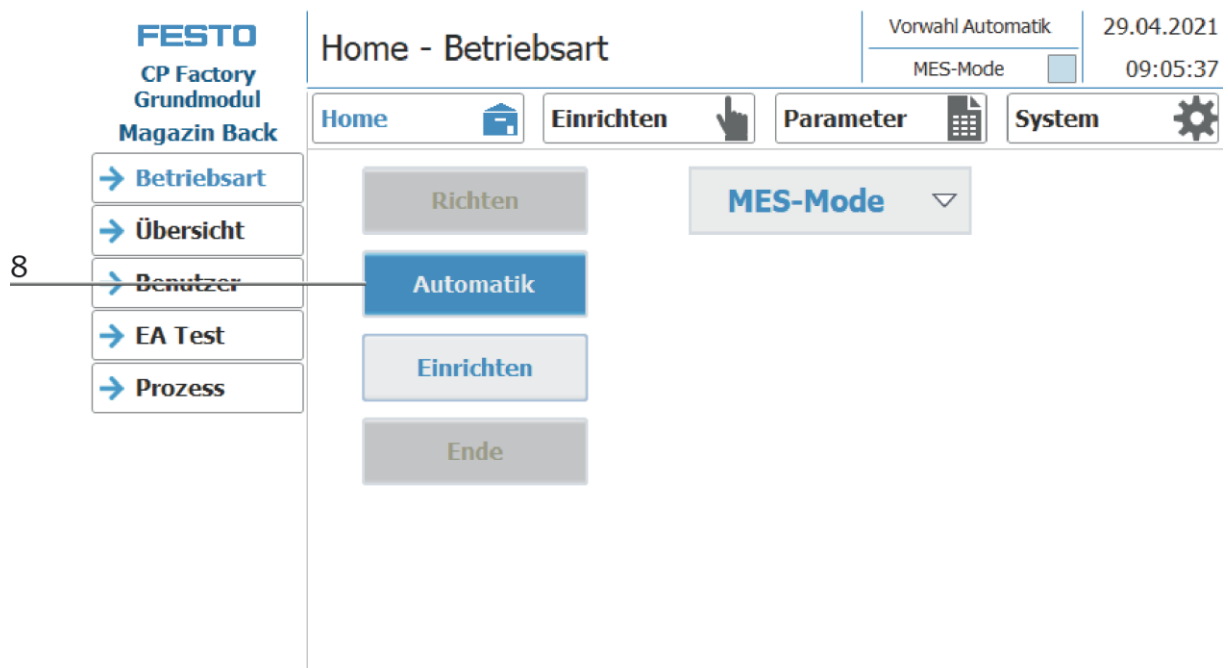 FESTO
CP Factory
Grundmodul
Magazin Back
Home - Betriebsart
Vorwahl Automatik
MES-Mode
29.04.2021
09:05:37
Home
Einrichten
Parameter
System
Betriebsart
Übersicht
Benutzer
EA Test
Prozess
8
Richten
Automatik
Einrichten
Ende
MES-Mode